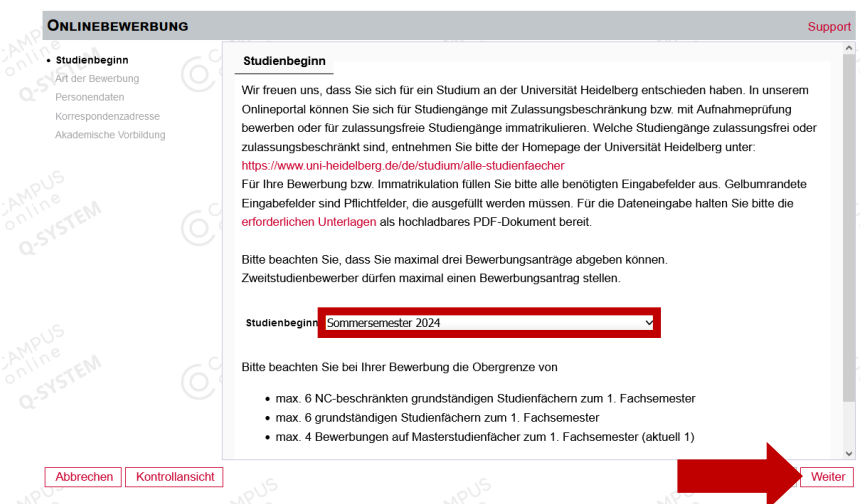 ONLINEBEWERBUNG
Support
Studienbeginn
Art der Bewerbung
Personendaten
Korrespondenzadresse
Akademische Vorbildung
Studienbeginn
Wir freuen uns, dass Sie sich für ein Studium an der Universität Heidelberg entschieden haben. In unserem
Onlineportal können Sie sich für Studiengänge mit Zulassungsbeschränkung bzw. mit Aufnahmeprüfung
bewerben oder für zulassungsfreie Studiengänge immatrikulieren. Welche Studiengänge zulassungsfrei oder
zulassungsbeschränkt sind, entnehmen Sie bitte der Homepage der Universität Heidelberg unter:
https://www.uni-heidelberg.de/de/studium/alle-studienfaecher
Für Ihre Bewerbung bzw. Immatrikulation füllen Sie bitte alle benötigten Eingabefelder aus. Gelbumrandete
Eingabefelder sind Pflichtfelder, die ausgefüllt werden müssen. Für die Dateneingabe halten Sie bitte die
erforderlichen Unterlagen als hochladbares PDF-Dokument bereit.
Bitte beachten Sie, dass Sie maximal drei Bewerbungsanträge abgeben können.
Zweitstudienbewerber dürfen maximal einen Bewerbungsantrag stellen.
Studienbeginn Sommersemester 2024
Bitte beachten Sie bei Ihrer Bewerbung die Obergrenze von
• max. 6 NC-beschränkten grundständigen Studienfächern zum 1. Fachsemester
• max. 6 grundständigen Studienfächern zum 1. Fachsemester
• max. 4 Bewerbungen auf Masterstudienfächer zum 1. Fachsemester (aktuell 1)
Abbrechen Kontrollansicht Weiter
CAMPUS
online
Q-SYSTEM
CAMPUS
online
Q-SYSTEM